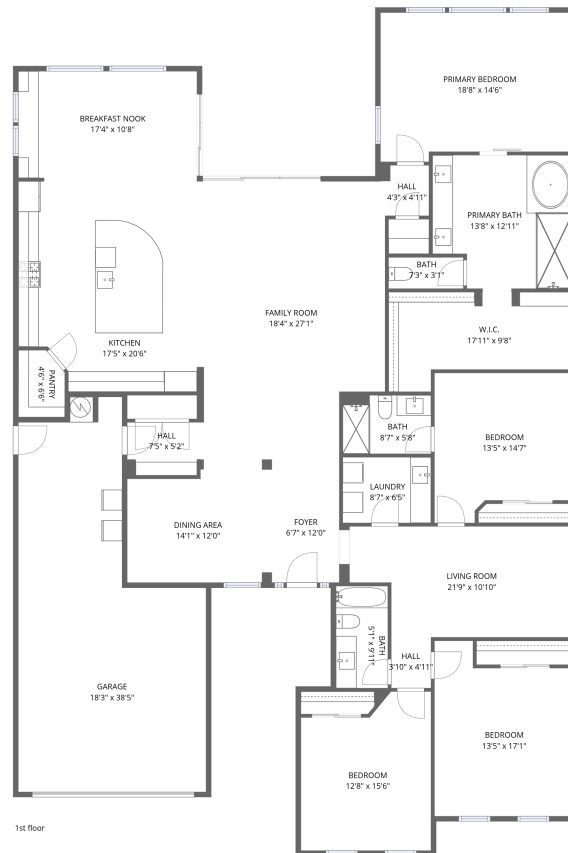 PRIMARY BEDROOM
18'8" x 14'6"
BREAKFAST NOOK
17'4" x 10'8"
HALL
4'3" x 4'11"
PRIMARY BATH
13'8" x 12'11"
BATH
7'3" x 3'1"
FAMILY ROOM
18'4" x 27'1"
W.I.C.
17'11" x 9'8"
KITCHEN
17'5" x 20'6"
PANTRY
4'6" x 6'6"
BATH
8'7" x 5'8"
HALL
7'5" x 5'2"
BEDROOM
13'5" x 14'7"
LAUNDRY
8'7" x 6'5"
DINING AREA
14'1" x 12'0"
FOYER
6'7" x 12'0"
LIVING ROOM
21'9" x 10'10"
BATH
5'1" x 9'11"
HALL
3'10" x 4'11"
GARAGE
18'3" x 38'5"
BEDROOM
13'5" x 17'1"
BEDROOM
12'8" x 15'6"
1st floor